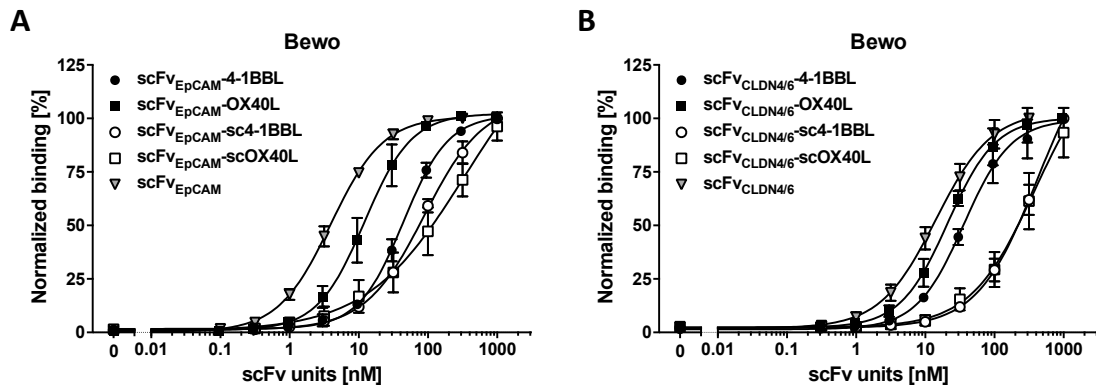 A
Bewo
Normalized binding [%]
125
100
75
50
25
0
scFvEpCAM-4-1BBL
scFvEpCAM-OX40L
scFvEpCAM-sc4-1BBL
scFvEpCAM-scOX40L
scFvEpCAM
0 0.01 0.1 1 10 100 1000
scFv units [nM]
B
Bewo
Normalized binding [%]
125
100
75
50
25
0
scFvCLDN4/6-4-1BBL
scFvCLDN4/6-OX40L
scFvCLDN4/6-sc4-1BBL
scFvCLDN4/6-scOX40L
scFvCLDN4/6
0 0.01 0.1 1 10 100 1000
scFv units [nM]